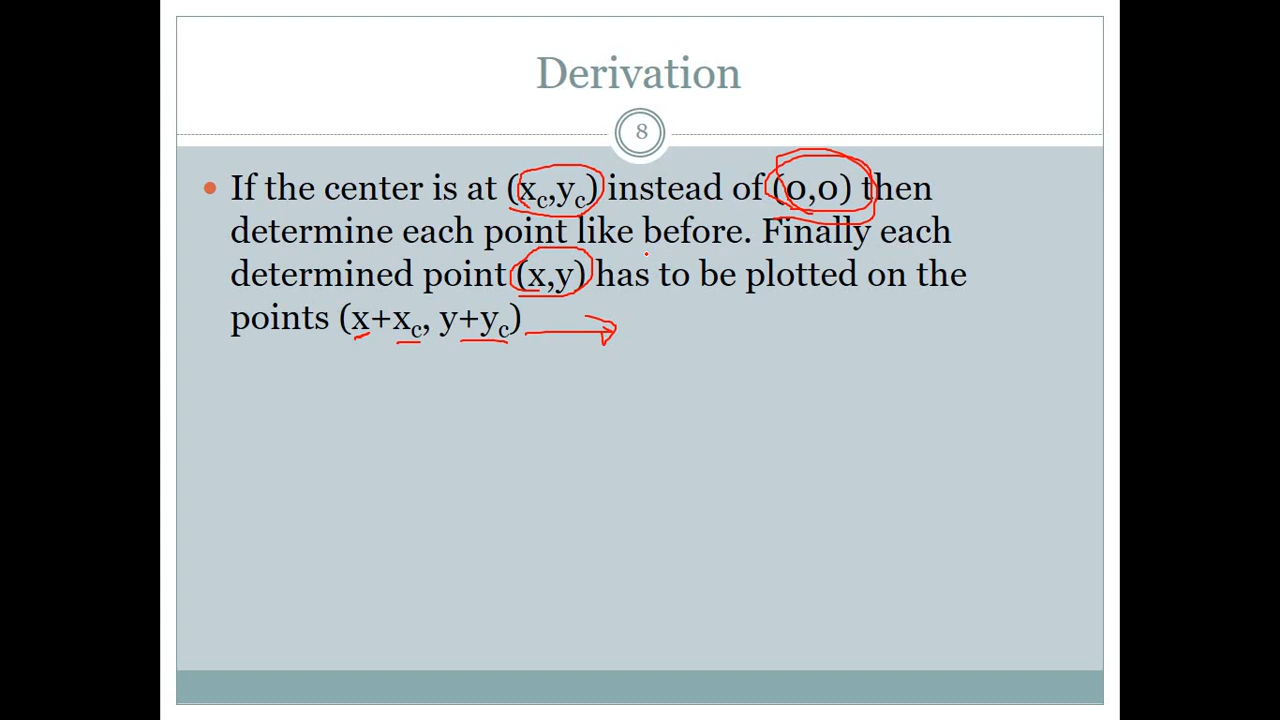 Derivation
8
• If the center is at (xc,yc) instead of (0,0) then
determine each point like before. Finally each
determined point (x,y) has to be plotted on the
points (x+xc, y+yc)